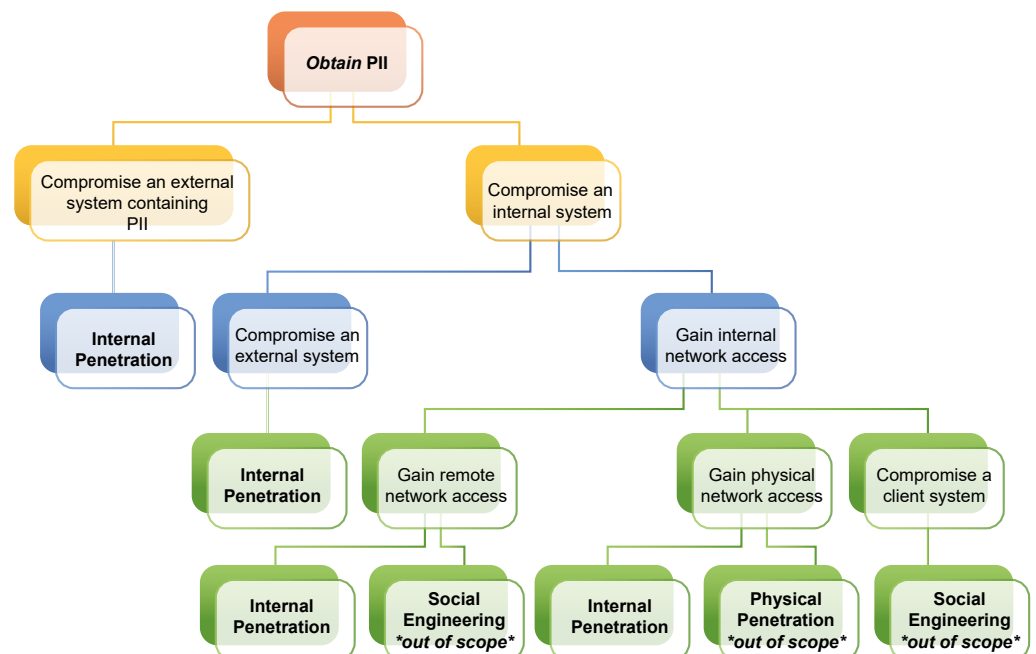 Obtain PII
Compromise an external
system containing
PII
Compromise an
internal system
Internal
Penetration
Compromise an
external system
Gain internal
network access
Internal
Penetration
Gain remote
network access
Gain physical
network access
Compromise a
client system
Internal
Penetration
Social
Engineering
*out of scope*
Internal
Penetration
Physical
Penetration
*out of scope*
Social
Engineering
*out of scope*